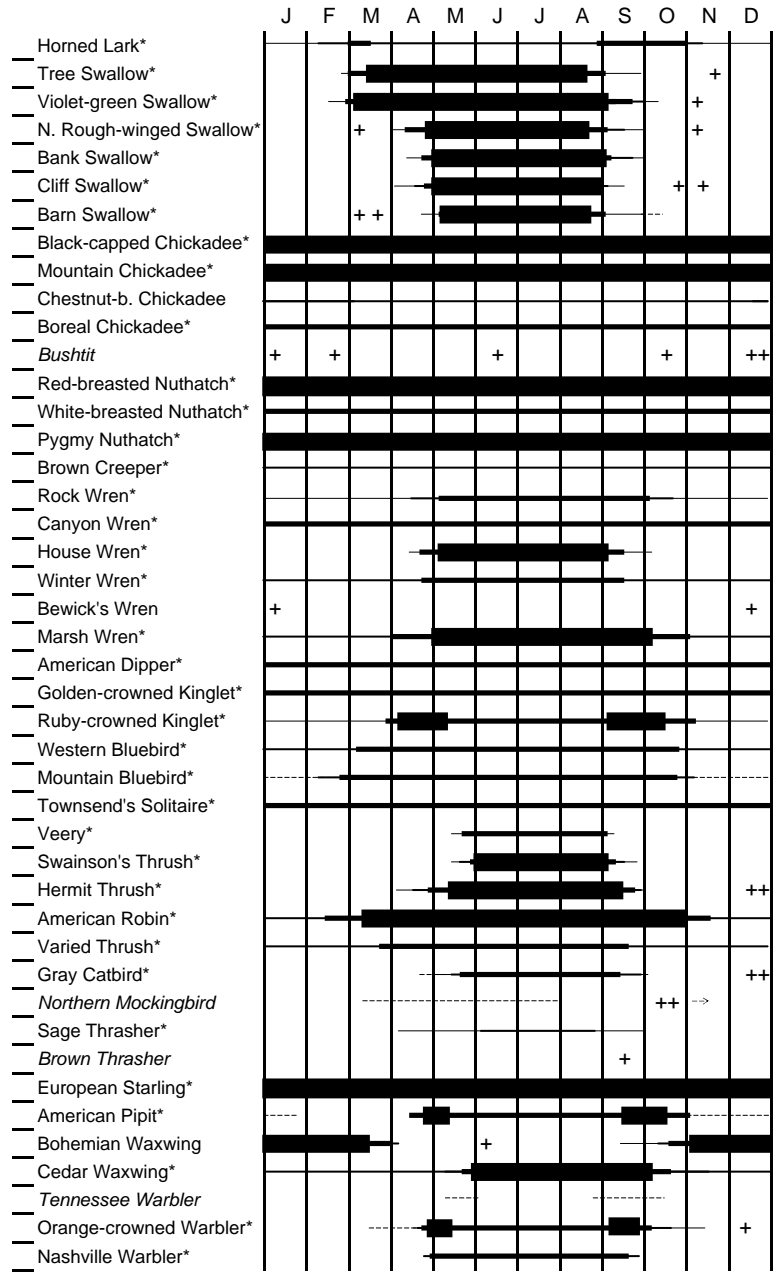 J F M A M J J A S O N D
Horned Lark*
Tree Swallow* +
Violet-green Swallow* +
N. Rough-winged Swallow* + +
Bank Swallow*
Cliff Swallow* + +
Barn Swallow* + +
Black-capped Chickadee*
Mountain Chickadee*
Chestnut-b. Chickadee
Boreal Chickadee*
Bushtit + + + + ++
Red-breasted Nuthatch*
White-breasted Nuthatch*
Pygmy Nuthatch*
Brown Creeper*
Rock Wren*
Canyon Wren*
House Wren*
Winter Wren*
Bewick's Wren + +
Marsh Wren*
American Dipper*
Golden-crowned Kinglet*
Ruby-crowned Kinglet*
Western Bluebird*
Mountain Bluebird*
Townsend's Solitaire*
Veery*
Swainson's Thrush*
Hermit Thrush* ++
American Robin*
Varied Thrush*
Gray Catbird* ++
Northern Mockingbird ++
Sage Thrasher*
Brown Thrasher +
European Starling*
American Pipit*
Bohemian Waxwing +
Cedar Waxwing*
Tennessee Warbler
Orange-crowned Warbler* +
Nashville Warbler*